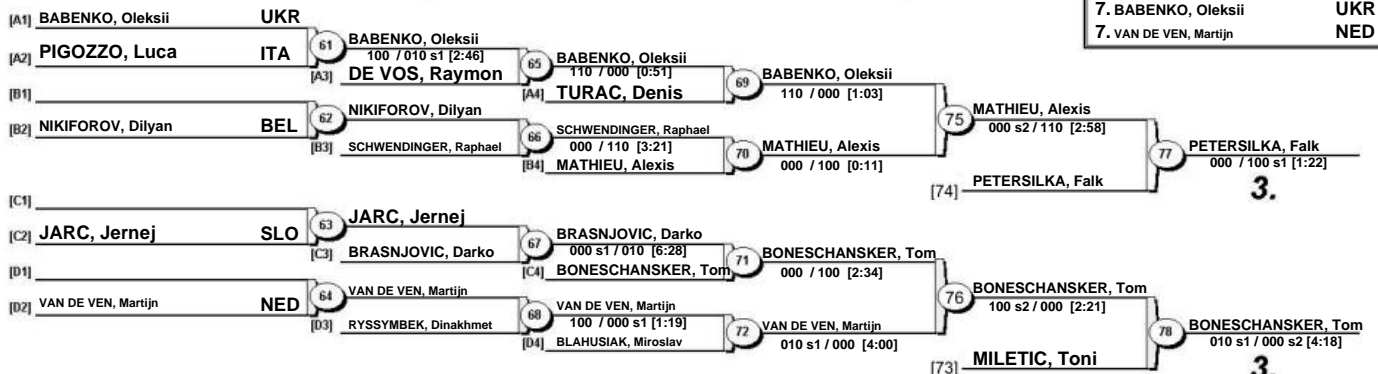 7. BABENKO, Oleksii UKR
7. VAN DE VEN, Martijn NED
[A1] BABENKO, Oleksii UKR
[A2] PIGOZZO, Luca ITA
61
BABENKO, Oleksii
100 / 010 s1 [2:46]
[A3] DE VOS, Raymon
65
BABENKO, Oleksii
110 / 000 [0:51]
[A4] TURAC, Denis
69
BABENKO, Oleksii
110 / 000 [1:03]
[B1]
[B2] NIKIFOROV, Dilyan BEL
62
NIKIFOROV, Dilyan
[B3] SCHWENDINGER, Raphael
66
SCHWENDINGER, Raphael
000 / 110 [3:21]
[B4] MATHIEU, Alexis
70
MATHIEU, Alexis
000 / 100 [0:11]
75
MATHIEU, Alexis
000 s2 / 110 [2:58]
[74] PETERSILKA, Falk
77
PETERSILKA, Falk
000 / 100 s1 [1:22]
3.
[C1]
[C2] JARC, Jernej SLO
63
JARC, Jernej
[C3] BRASNJOVIC, Darko
67
BRASNJOVIC, Darko
000 s1 / 010 [6:28]
[C4] BONESCHANSKER, Tom
71
BONESCHANSKER, Tom
000 / 100 [2:34]
[D1]
[D2] VAN DE VEN, Martijn NED
64
VAN DE VEN, Martijn
[D3] RYSSYMBEK, Dinakhmet
68
VAN DE VEN, Martijn
100 / 000 s1 [1:19]
[D4] BLAHUSIAK, Miroslav
72
VAN DE VEN, Martijn
010 s1 / 000 [4:00]
76
BONESCHANSKER, Tom
100 s2 / 000 [2:21]
[73] MILETIC, Toni
78
BONESCHANSKER, Tom
010 s1 / 000 s2 [4:18]
3.